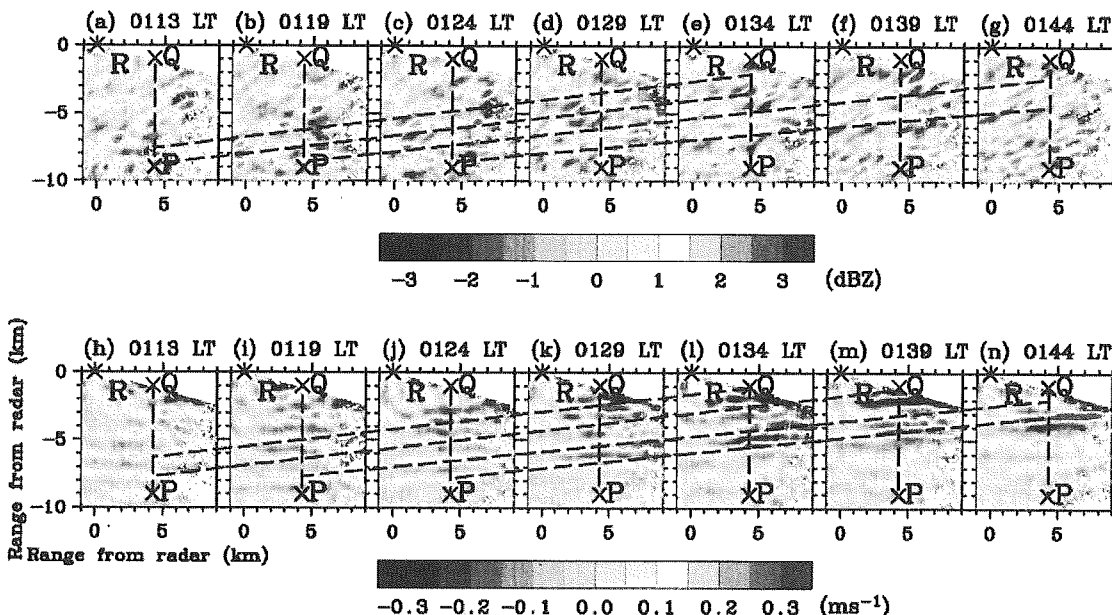 (a) 0113 LT (b) 0119 LT (c) 0124 LT (d) 0129 LT (e) 0134 LT (f) 0139 LT (g) 0144 LT
0
R Q R Q R Q R Q R Q R Q R Q
-5
P P P P P P P
-10
0 5 0 5 0 5 0 5 0 5 0 5 0 5
-3 -2 -1 0 1 2 3 (dBZ)
Range from radar (km)
(h) 0113 LT (i) 0119 LT (j) 0124 LT (k) 0129 LT (l) 0134 LT (m) 0139 LT (n) 0144 LT
0
R Q R Q R Q R Q R Q R Q R Q
-5
P P P P P P P
-10
0 5 0 5 0 5 0 5 0 5 0 5 0 5
Range from radar (km)
-0.3 -0.2 -0.1 0.0 0.1 0.2 0.3 (ms⁻¹)